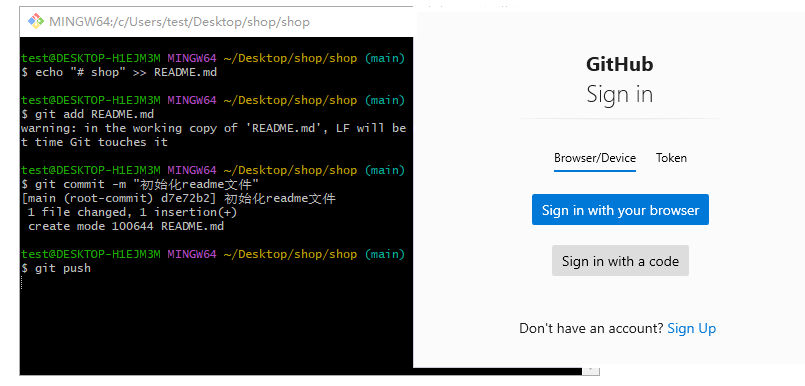 MINGW64:/c/Users/test/Desktop/shop/shop
test@DESKTOP-H1EJM3M MINGW64 ~/Desktop/shop/shop (main)
$ echo "# shop" >> README.md
test@DESKTOP-H1EJM3M MINGW64 ~/Desktop/shop/shop (main)
$ git add README.md
warning: in the working copy of 'README.md', LF will be
t time Git touches it
test@DESKTOP-H1EJM3M MINGW64 ~/Desktop/shop/shop (main)
$ git commit -m "初始化readme文件"
[main (root-commit) d7e72b2] 初始化readme文件
1 file changed, 1 insertion(+)
create mode 100644 README.md
test@DESKTOP-H1EJM3M MINGW64 ~/Desktop/shop/shop (main)
$ git push
GitHub
Sign in
Browser/Device Token
Sign in with your browser
Sign in with a code
Don't have an account? Sign Up